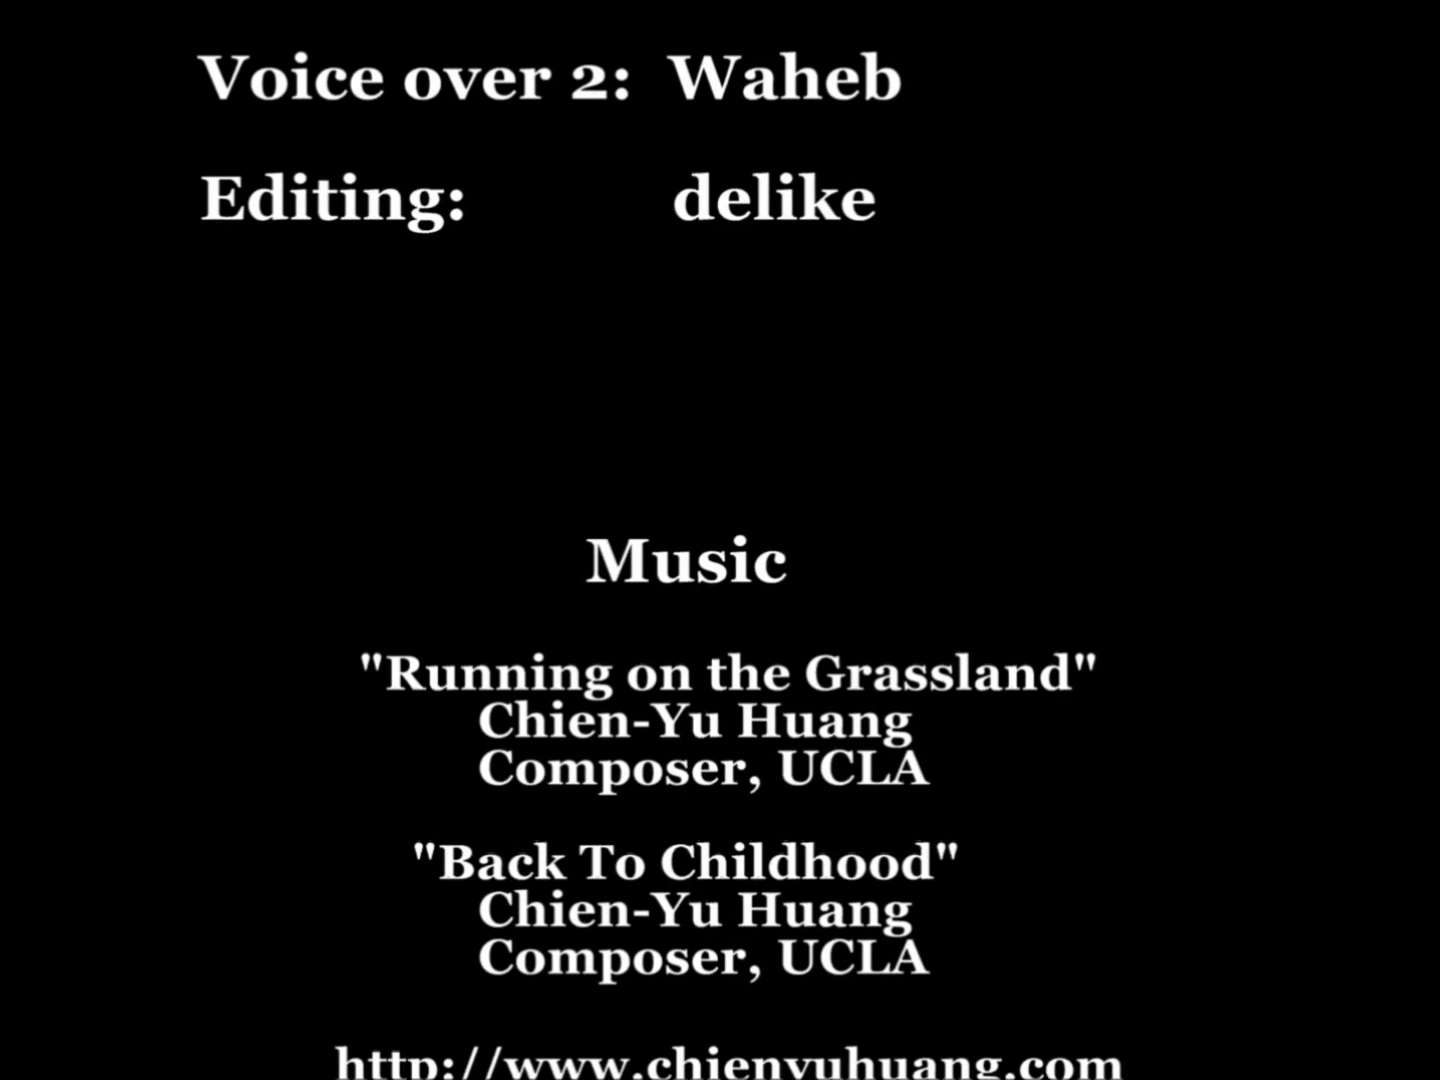 Voice over 2: Waheb
Editing: delike
Music
"Running on the Grassland"
Chien-Yu Huang
Composer, UCLA
"Back To Childhood"
Chien-Yu Huang
Composer, UCLA
http://www.chienyuhuang.com